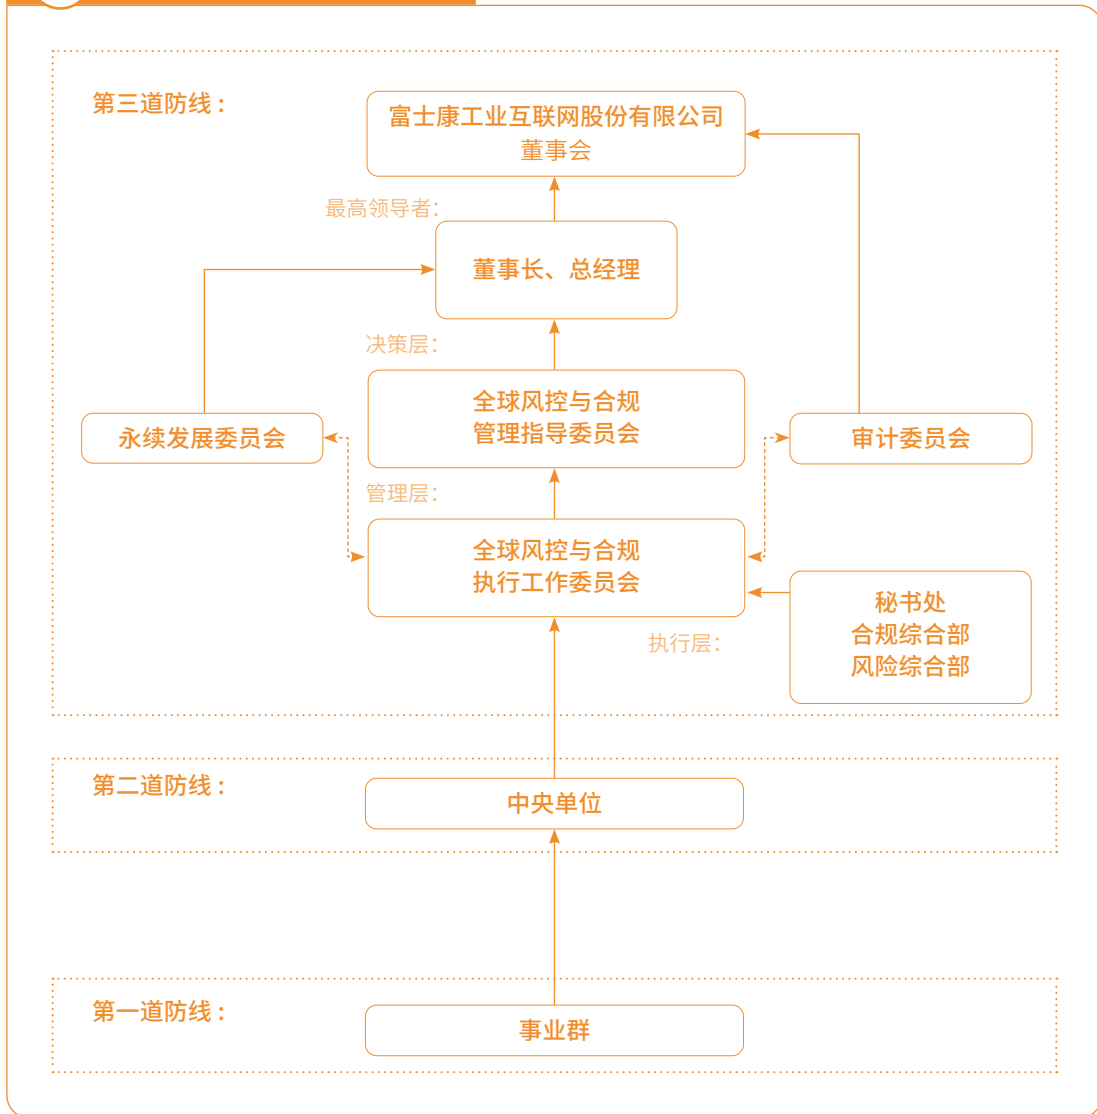 第三道防线：
富士康工业互联网股份有限公司
董事会
最高领导者：
董事长、总经理
决策层：
全球风控与合规
管理指导委员会
永续发展委员会
审计委员会
管理层：
全球风控与合规
执行工作委员会
秘书处
合规综合部
风险综合部
执行层：
第二道防线：
中央单位
第一道防线：
事业群